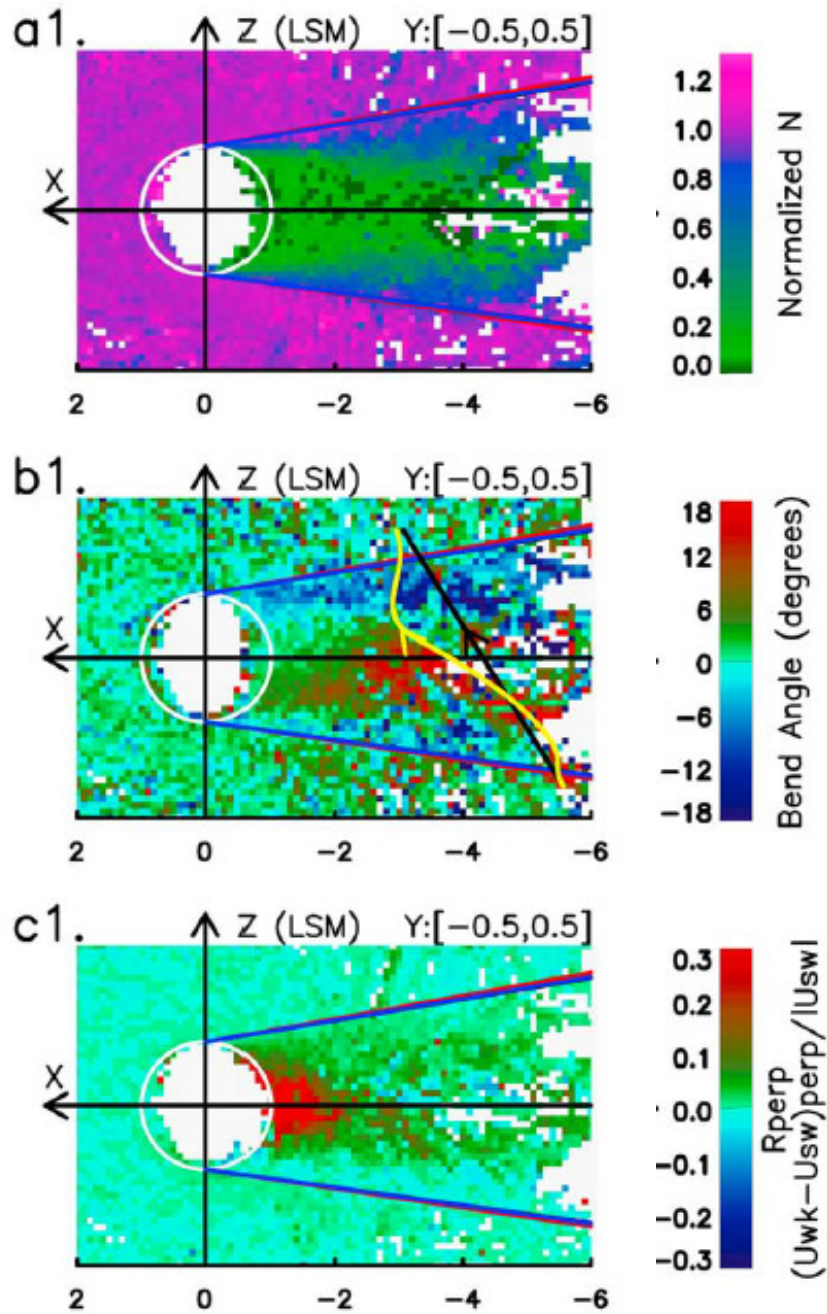 a1.
Z (LSM) Y:[−0.5,0.5]
X
2 0 −2 −4 −6
1.2
1.0
0.8
0.6
0.4
0.2
0.0
Normalized N
b1.
Z (LSM) Y:[−0.5,0.5]
X
2 0 −2 −4 −6
18
12
6
0
−6
−12
−18
Bend Angle (degrees)
c1.
Z (LSM) Y:[−0.5,0.5]
X
2 0 −2 −4 −6
0.3
0.2
0.1
0.0
−0.1
−0.2
−0.3
Rperp
(Uwk−Usw)perp/|Usw|